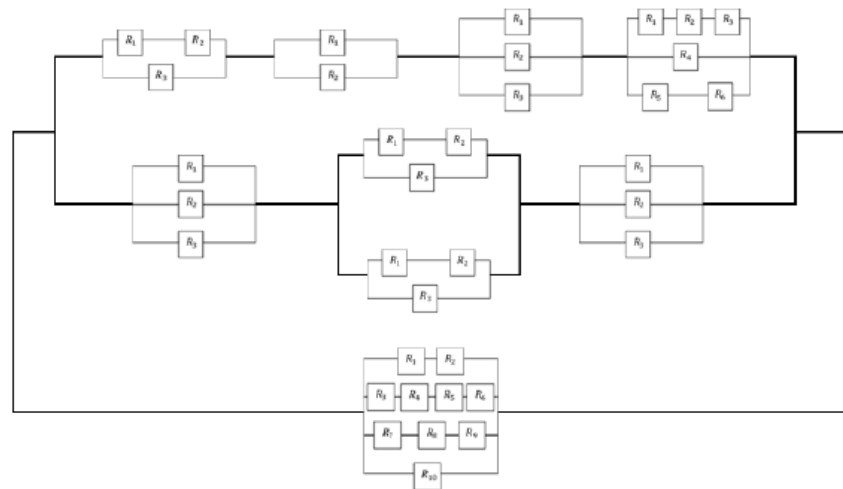 R₁ R₂ R₃
R₁
R₁ R₂
R₁
R₂ R₄
R₃ R₂
R₃ R₅ R₆
R₁ R₂
R₁ R₁
R₃
R₂ R₂
R₃ R₃
R₁ R₂
R₃
R₁ R₂
R₃ R₄ R₅ R₆
R₇ R₈ R₉
R₁₀